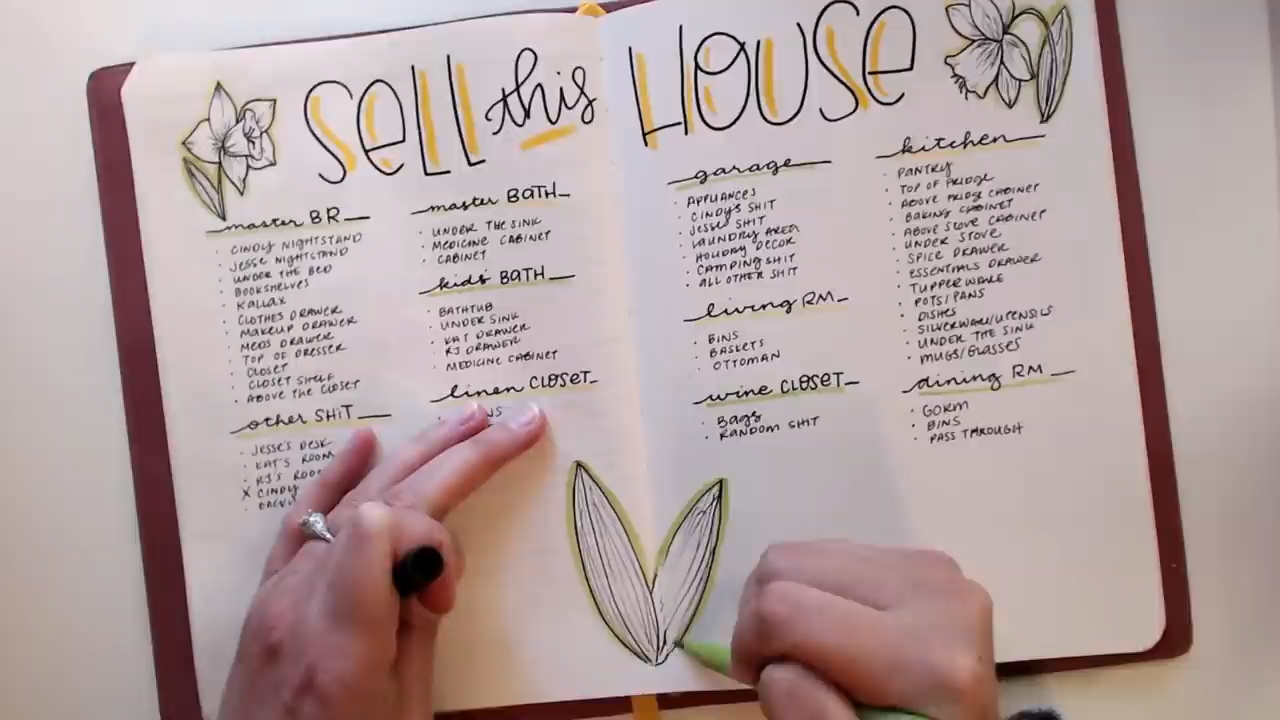 SELL this HOUSE
master BR
· CINDY NIGHTSTAND
· JESSE NIGHTSTAND
· UNDER THE BED
· BOOKSHELVES
· KALLAX
· CLOTHES DRAWER
· MAKEUP DRAWER
· MEDS DRAWER
· TOP OF DRESSER
· CLOSET
· CLOSET SHELF
· ABOVE THE CLOSET
other SHIT
· JESSE'S DESK
· KAT'S ROOM
· RJ'S ROO
X CINDY
master BATH
· UNDER THE SINK
· MEDICINE CABINET
· CABINET
kids BATH
· BATHTUB
· UNDER SINK
· KAT DRAWER
· RJ DRAWER
· MEDICINE CABINET
linen CLOSET
garage
· APPLIANCES
· CINDY'S SHIT
· JESSE SHIT
· LAUNDRY AREA
· HOLIDAY DECOR
· CAMPING SHIT
· ALL OTHER SHIT
living RM
· BINS
· BASKETS
· OTTOMAN
wine CLOSET
· BAGS
· RANDOM SHIT
kitchen
· PANTRY
· TOP OF FRIDGE
· ABOVE FRIDGE CABINET
· BAKING CABINET
· ABOVE STOVE CABINET
· UNDER STOVE
· SPICE DRAWER
· ESSENTIALS DRAWER
· TUPPERWARE
· POTS/PANS
· DISHES
· SILVERWARE/UTENSILS
· UNDER THE SINK
· MUGS/GLASSES
dining RM
· GORM
· BINS
· PASS THROUGH